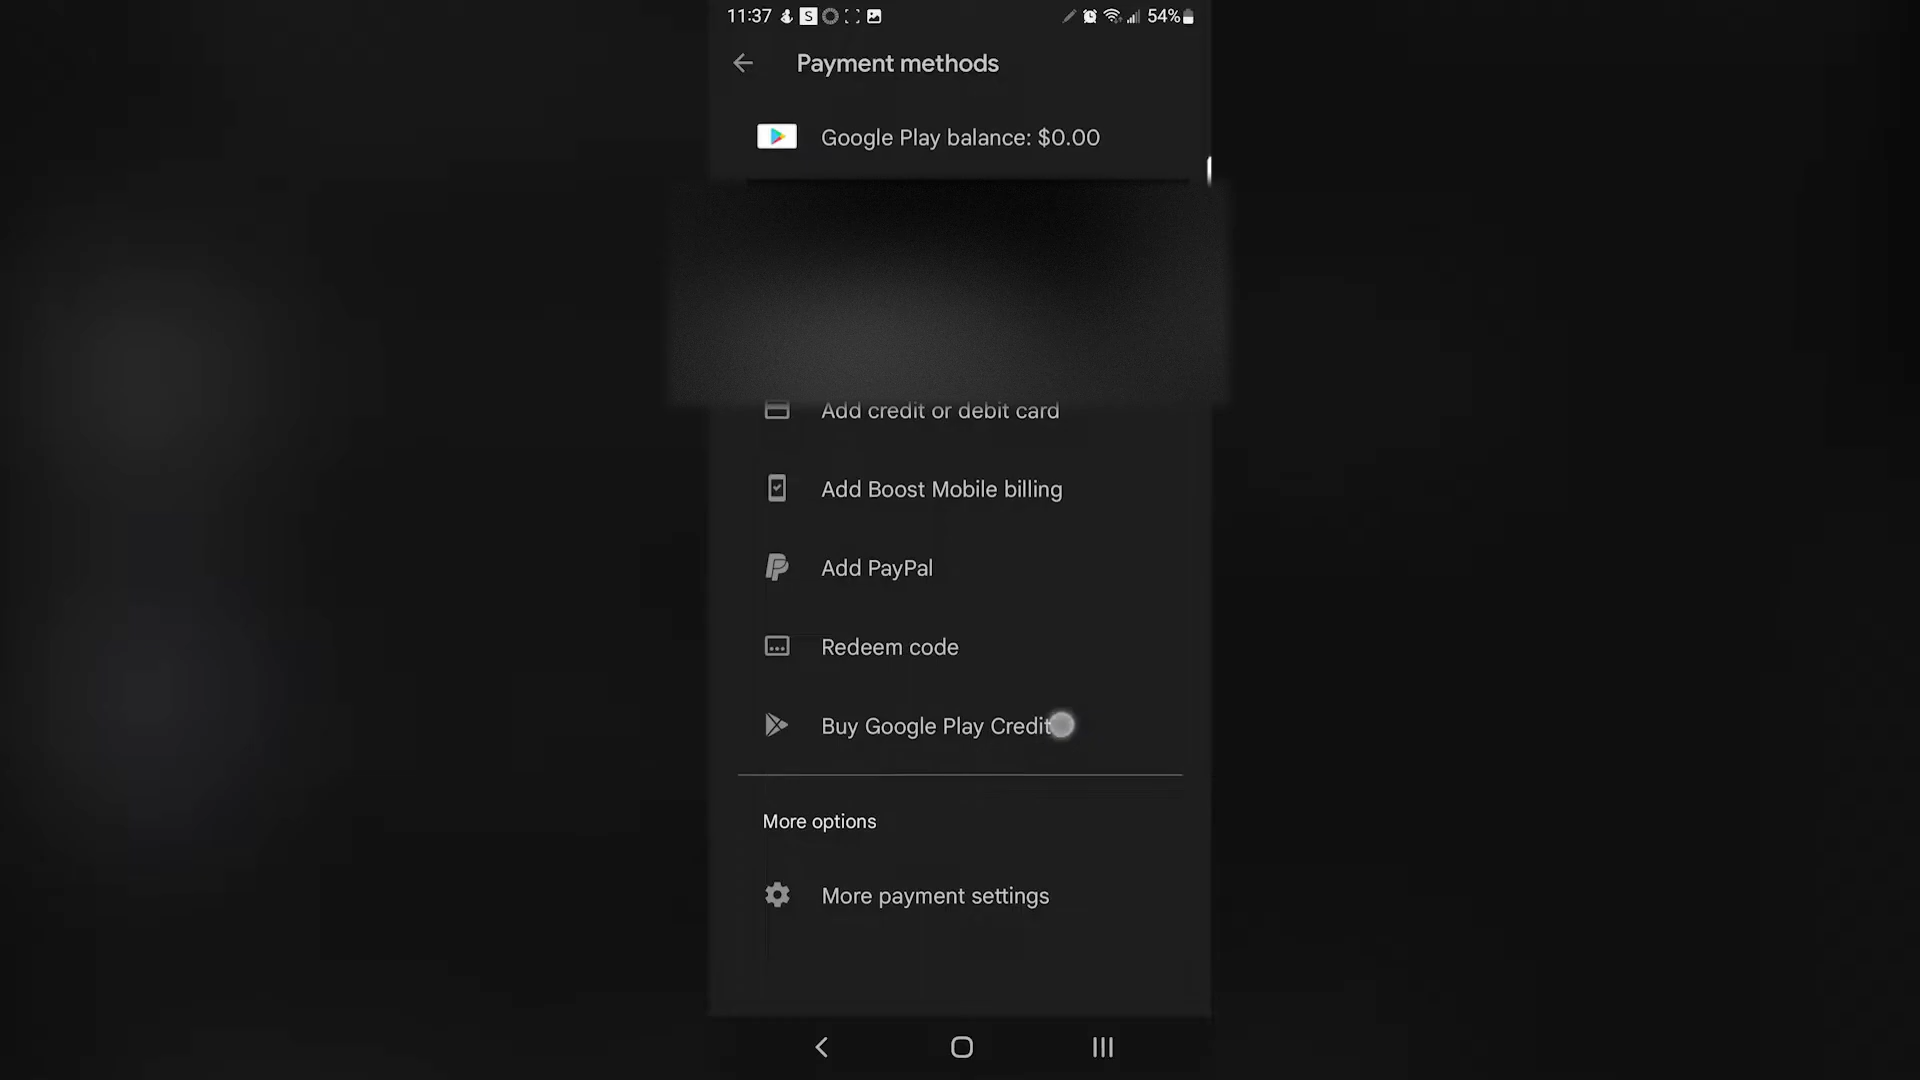 11:37 S 54%
Payment methods
Google Play balance: $0.00
Add credit or debit card
Add Boost Mobile billing
Add PayPal
Redeem code
Buy Google Play Credit
More options
More payment settings